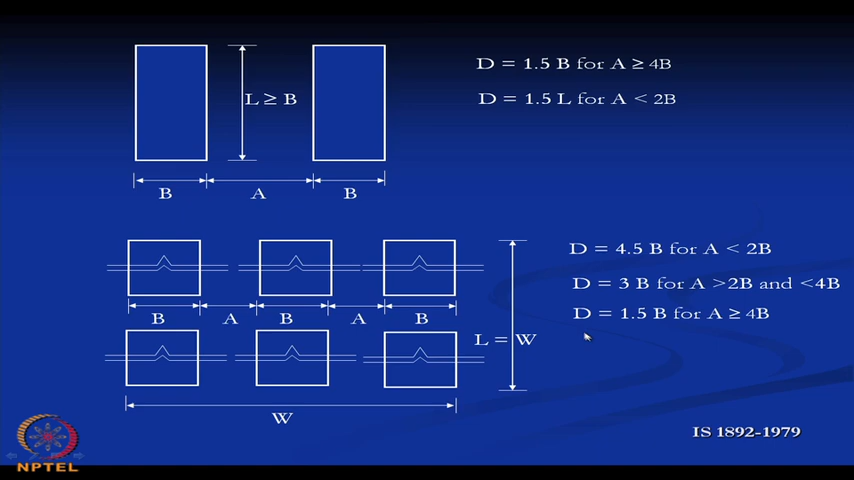 D = 1.5 B for A ≥ 4B
L ≥ B
D = 1.5 L for A < 2B
B A B
D = 4.5 B for A < 2B
D = 3 B for A >2B and <4B
B A B A B
D = 1.5 B for A ≥ 4B
L = W
W
IS 1892-1979
NPTEL